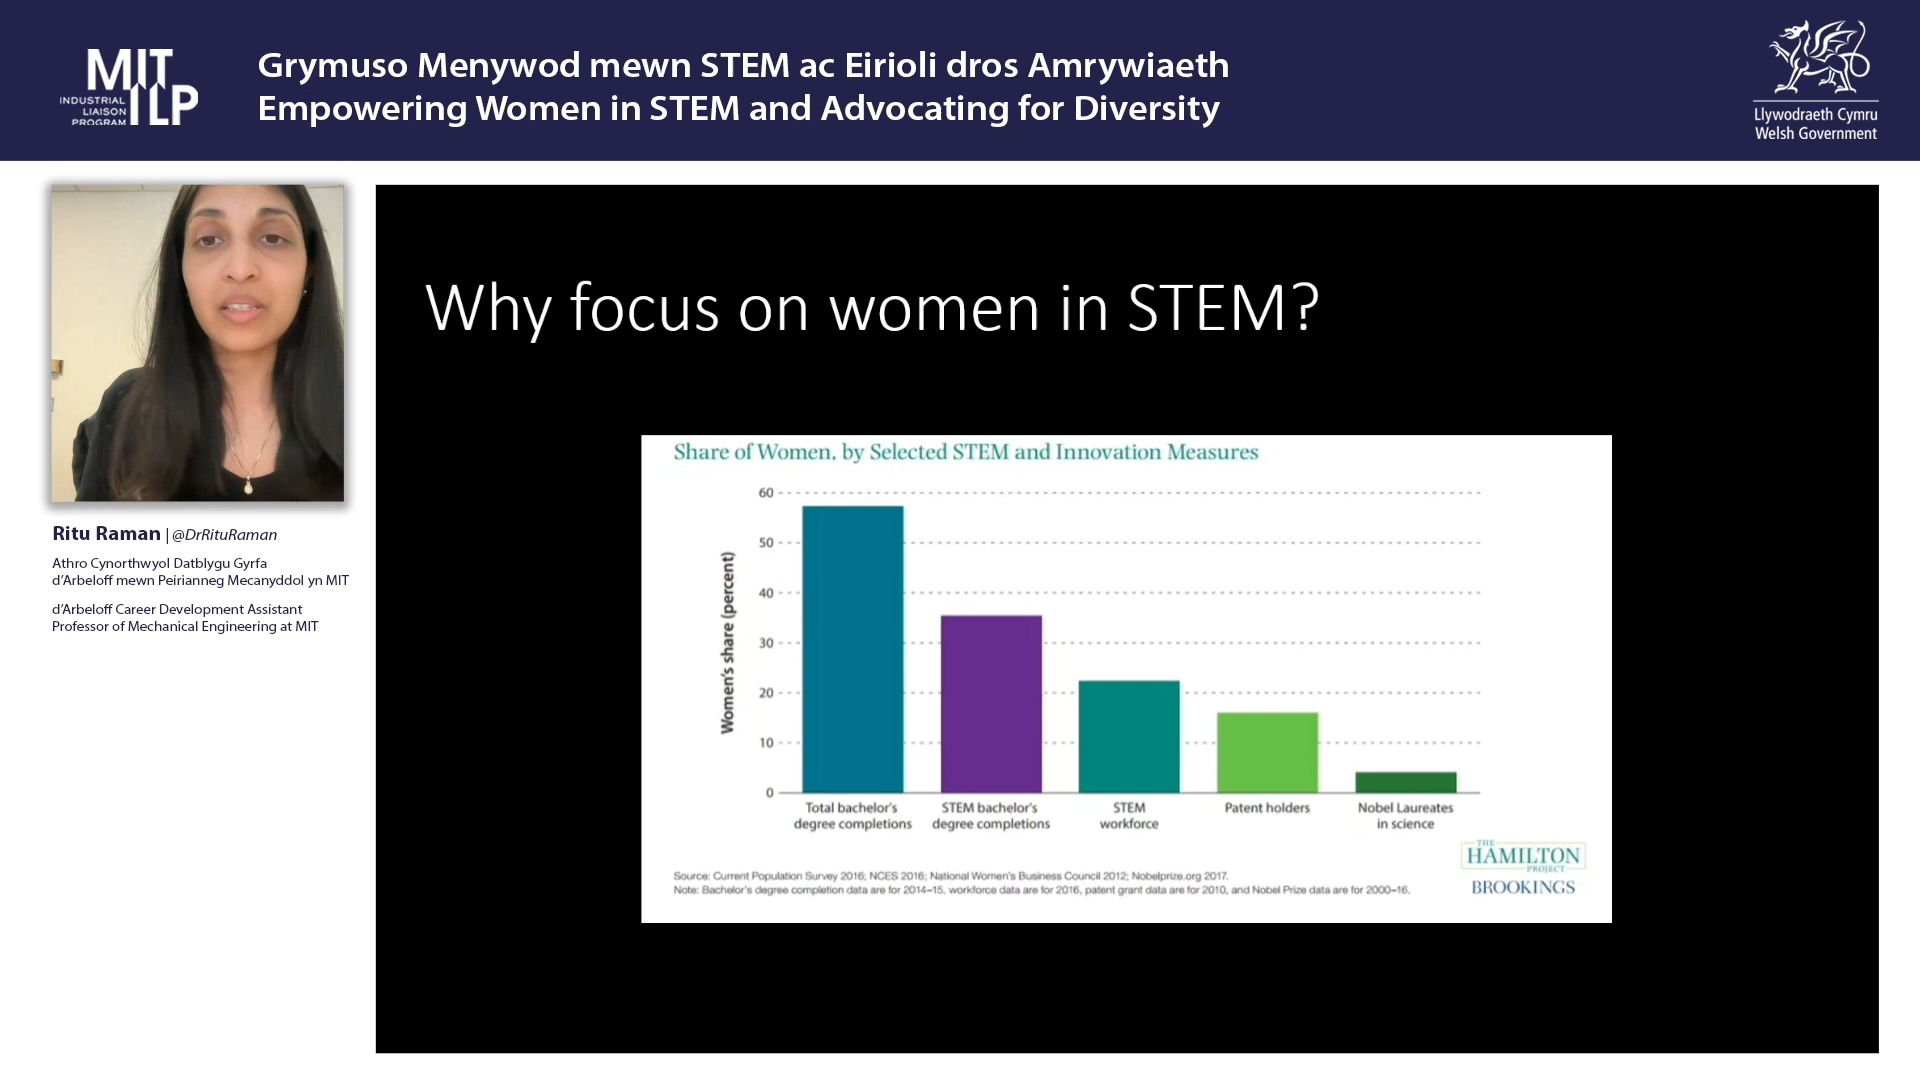 MIT
ILP
INDUSTRIAL
LIAISON
PROGRAM
Grymuso Menywod mewn STEM ac Eirioli dros Amrywiaeth
Empowering Women in STEM and Advocating for Diversity
Llywodraeth Cymru
Welsh Government
Ritu Raman | @DrRituRaman
Athro Cynorthwyol Datblygu Gyrfa
d’Arbeloff mewn Peirianneg Mecanyddol yn MIT
d’Arbeloff Career Development Assistant
Professor of Mechanical Engineering at MIT
Why focus on women in STEM?
Share of Women, by Selected STEM and Innovation Measures
Women's share (percent)
60
50
40
30
20
10
0
Total bachelor's
degree completions
STEM bachelor's
degree completions
STEM
workforce
Patent holders
Nobel Laureates
in science
THE
HAMILTON
PROJECT
BROOKINGS
Source: Current Population Survey 2016; NCES 2016; National Women's Business Council 2012; Nobelprize.org 2017.
Note: Bachelor's degree completion data are for 2014–15, workforce data are for 2016, patent grant data are for 2010, and Nobel Prize data are for 2000–16.